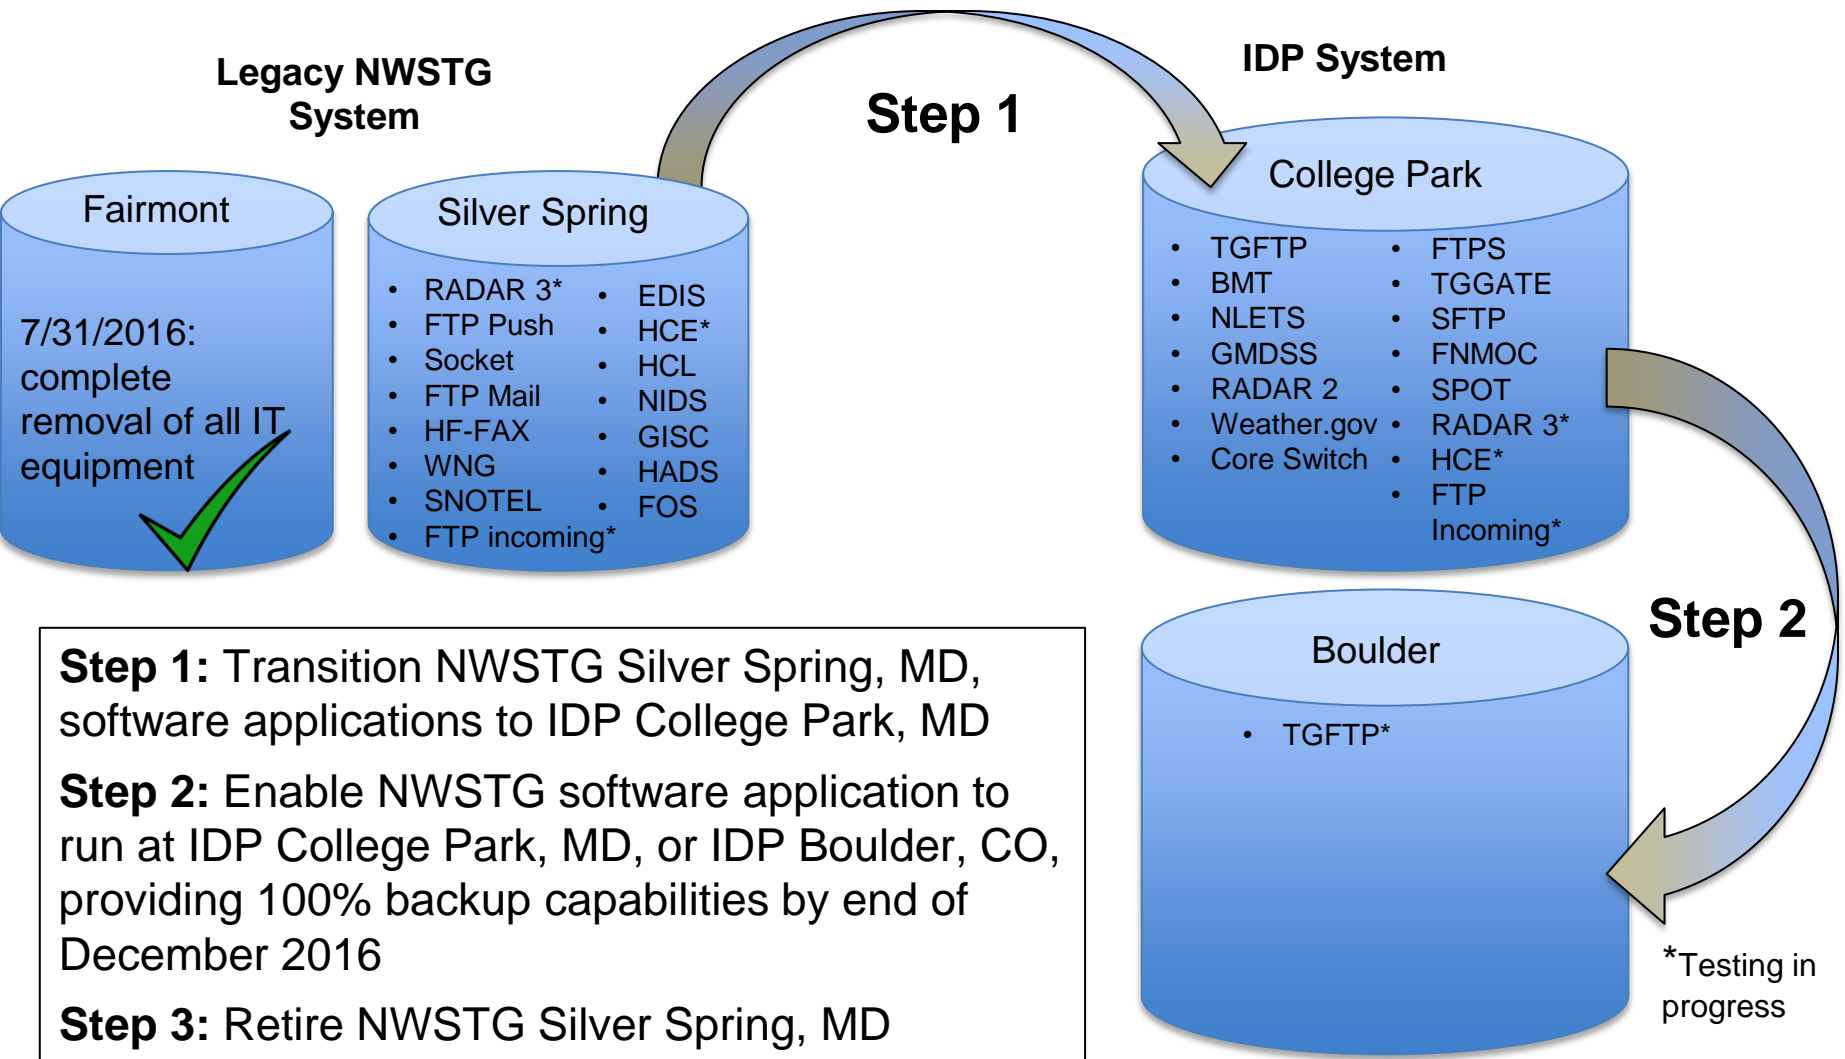 Legacy NWSTG
System
IDP System
Step 1
Fairmont
7/31/2016:
complete
removal of all IT
equipment
Silver Spring
• RADAR 3*
• FTP Push
• Socket
• FTP Mail
• HF-FAX
• WNG
• SNOTEL
• FTP incoming*
• EDIS
• HCE*
• HCL
• NIDS
• GISC
• HADS
• FOS
College Park
• TGFTP
• BMT
• NLETS
• GMDSS
• RADAR 2
• Weather.gov
• Core Switch
• FTPS
• TGGATE
• SFTP
• FNMOC
• SPOT
• RADAR 3*
• HCE*
• FTP
Incoming*
Step 2
Boulder
• TGFTP*
*Testing in
progress
Step 1: Transition NWSTG Silver Spring, MD,
software applications to IDP College Park, MD
Step 2: Enable NWSTG software application to
run at IDP College Park, MD, or IDP Boulder, CO,
providing 100% backup capabilities by end of
December 2016
Step 3: Retire NWSTG Silver Spring, MD